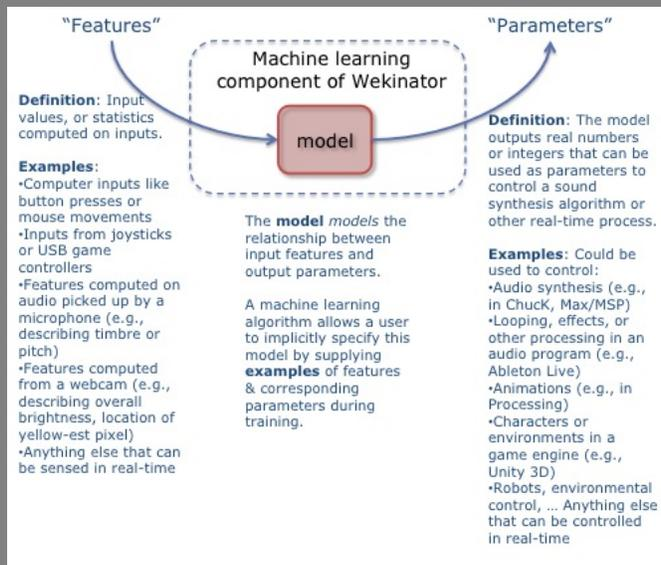 "Features"
Definition: Input
values, or statistics
computed on inputs.
Examples:
•Computer inputs like
button presses or
mouse movements
•Inputs from joysticks
or USB game
controllers
•Features computed on
audio picked up by a
microphone (e.g.,
describing timbre or
pitch)
•Features computed
from a webcam (e.g.,
describing overall
brightness, location of
yellow-est pixel)
•Anything else that can
be sensed in real-time
Machine learning
component of Wekinator
model
The model models the
relationship between
input features and
output parameters.
A machine learning
algorithm allows a user
to implicitly specify this
model by supplying
examples of features
& corresponding
parameters during
training.
"Parameters"
Definition: The model
outputs real numbers
or integers that can be
used as parameters to
control a sound
synthesis algorithm or
other real-time process.
Examples: Could be
used to control:
•Audio synthesis (e.g.,
in ChucK, Max/MSP)
•Looping, effects, or
other processing in an
audio program (e.g.,
Ableton Live)
•Animations (e.g., in
Processing)
•Characters or
environments in a
game engine (e.g.,
Unity 3D)
•Robots, environmental
control, ... Anything else
that can be controlled
in real-time